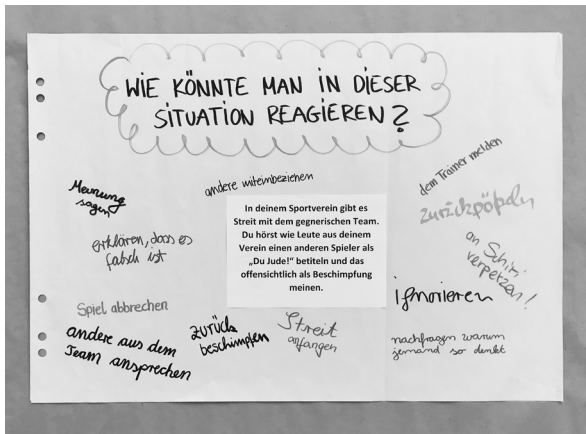 WIE KÖNNTE MAN IN DIESER
SITUATION REAGIEREN?
Meinung
sagen
andere miteinbeziehen
dem Trainer melden
zurückpöpeln
erklären, dass es
falsch ist
In deinem Sportverein gibt es
Streit mit dem gegnerischen Team.
Du hörst wie Leute aus deinem
Verein einen anderen Spieler als
„Du Jude!“ betiteln und das
offensichtlich als Beschimpfung
meinen.
an Schiri
verpetzen!
Spiel abbrechen
ignorieren
andere aus dem
Team ansprechen
zurück
beschimpfen
Streit
anfangen
nachfragen warum
jemand so denkt